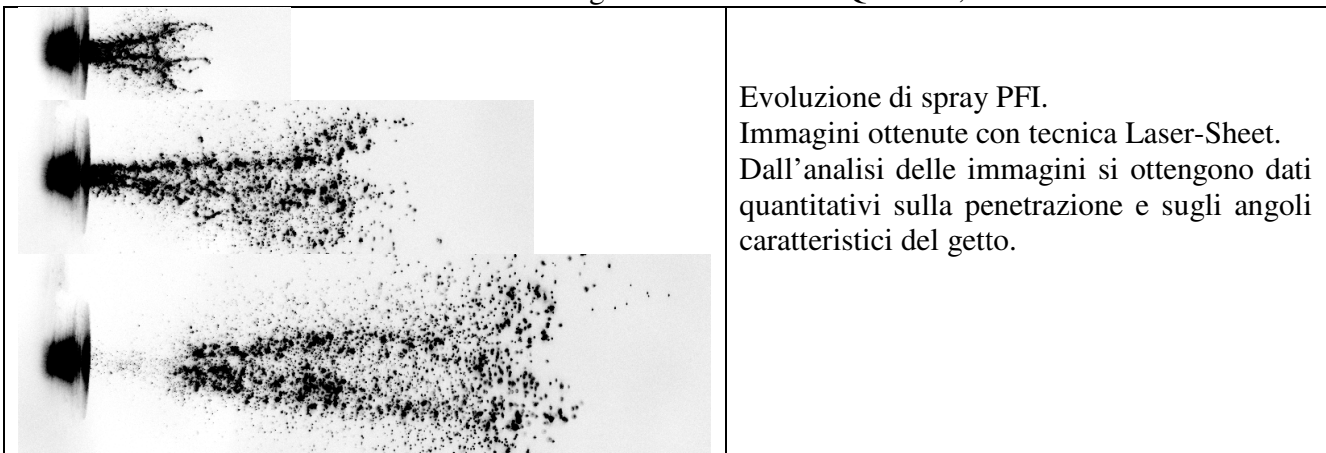 Evoluzione di spray PFI.
Immagini ottenute con tecnica Laser-Sheet.
Dall'analisi delle immagini si ottengono dati
quantitativi sulla penetrazione e sugli angoli
caratteristici del getto.